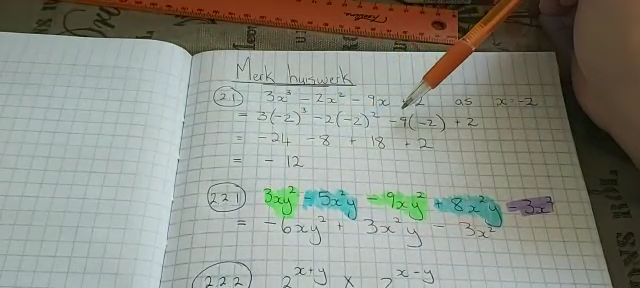 Merk huiswerk
2.1 3x³ - 2x² - 9x 2 as x = -2
= 3(-2)³ - 2(-2)² - 9(-2) + 2
= -24 - 8 + 18 + 2
= - 12
2.2.1 3xy² - 5x²y - 9xy² + 8x²y - 3x²
= -6xy² + 3x²y - 3x²
2.2.2 2^(x+y) × 2^(x-y)